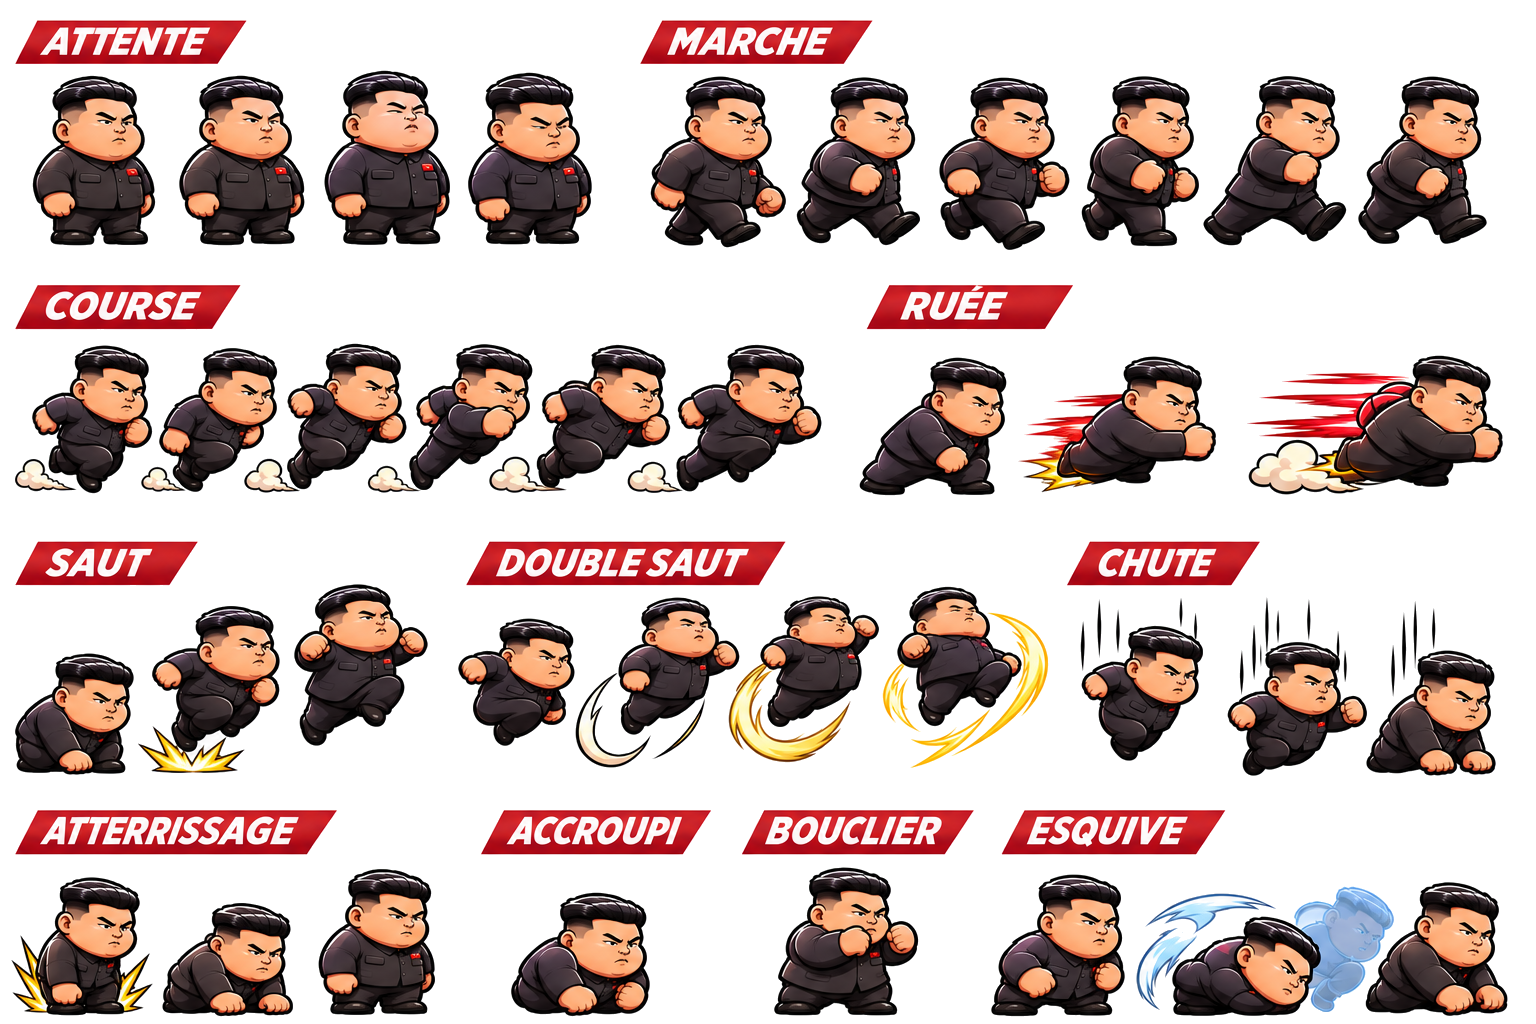 ATTENTE
MARCHE
COURSE
RUÉE
SAUT
DOUBLE SAUT
CHUTE
ATTERRISSAGE
ACCROUPI
BOUCLIER
ESQUIVE